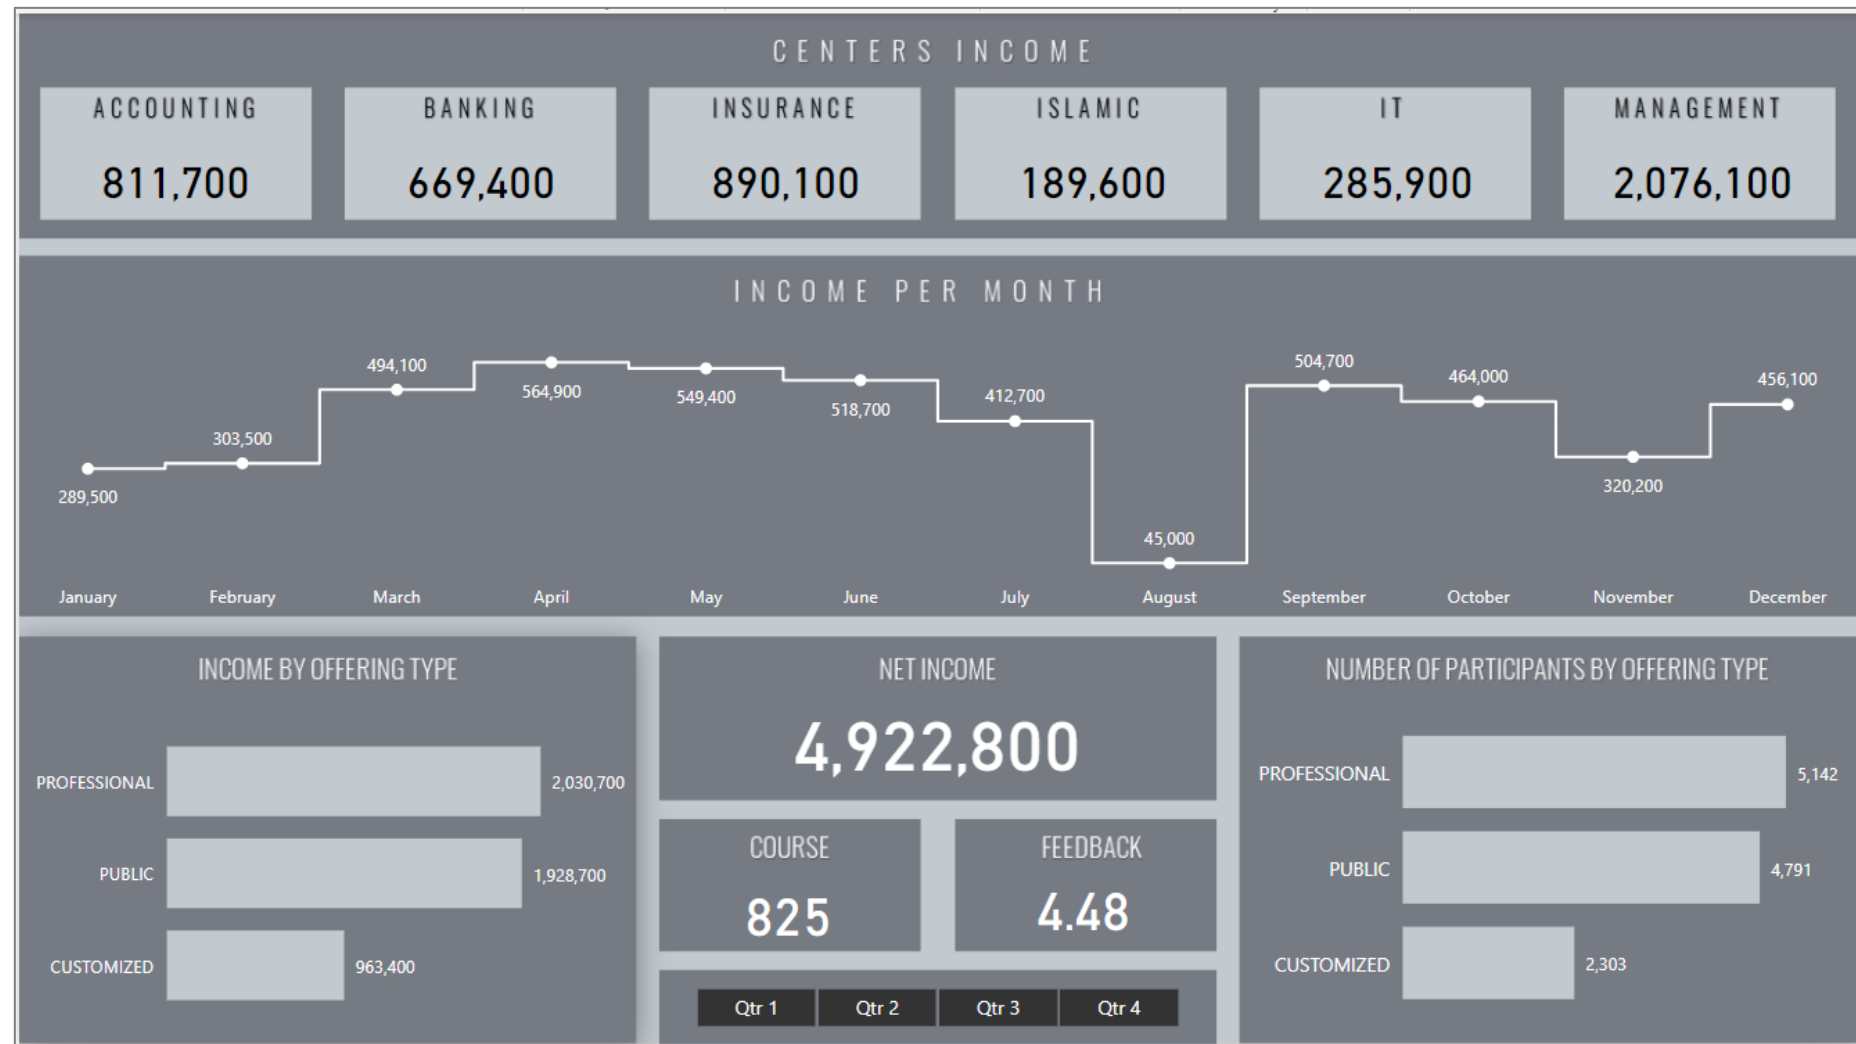 CENTERS INCOME
ACCOUNTING
811,700
BANKING
669,400
INSURANCE
890,100
ISLAMIC
189,600
IT
285,900
MANAGEMENT
2,076,100
INCOME PER MONTH
289,500
303,500
494,100
564,900
549,400
518,700
412,700
45,000
504,700
464,000
320,200
456,100
January February March April May June July August September October November December
INCOME BY OFFERING TYPE
PROFESSIONAL 2,030,700
PUBLIC 1,928,700
CUSTOMIZED 963,400
NET INCOME
4,922,800
COURSE
825
FEEDBACK
4.48
Qtr 1 Qtr 2 Qtr 3 Qtr 4
NUMBER OF PARTICIPANTS BY OFFERING TYPE
PROFESSIONAL 5,142
PUBLIC 4,791
CUSTOMIZED 2,303